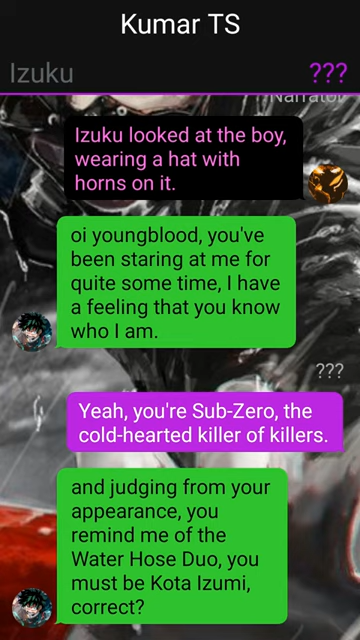 Kumar TS
Izuku
???
Narrator
Izuku looked at the boy,
wearing a hat with
horns on it.
oi youngblood, you've
been staring at me for
quite some time, I have
a feeling that you know
who I am.
???
Yeah, you're Sub-Zero, the
cold-hearted killer of killers.
and judging from your
appearance, you
remind me of the
Water Hose Duo, you
must be Kota Izumi,
correct?